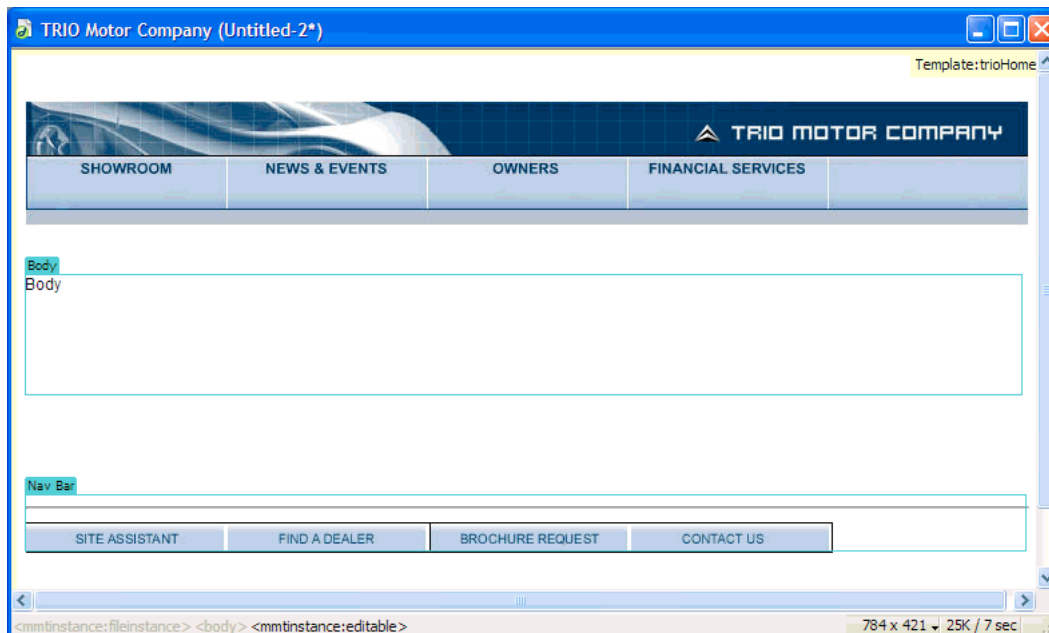 TRIO Motor Company (Untitled-2*)
Template:trioHome
TRIO MOTOR COMPANY
SHOWROOM NEWS & EVENTS OWNERS FINANCIAL SERVICES
Body
Body
Nav Bar
SITE ASSISTANT FIND A DEALER BROCHURE REQUEST CONTACT US
<mmtinstance:fileinstance> <body> <mmtinstance:editable> 784 x 421 25K / 7 sec